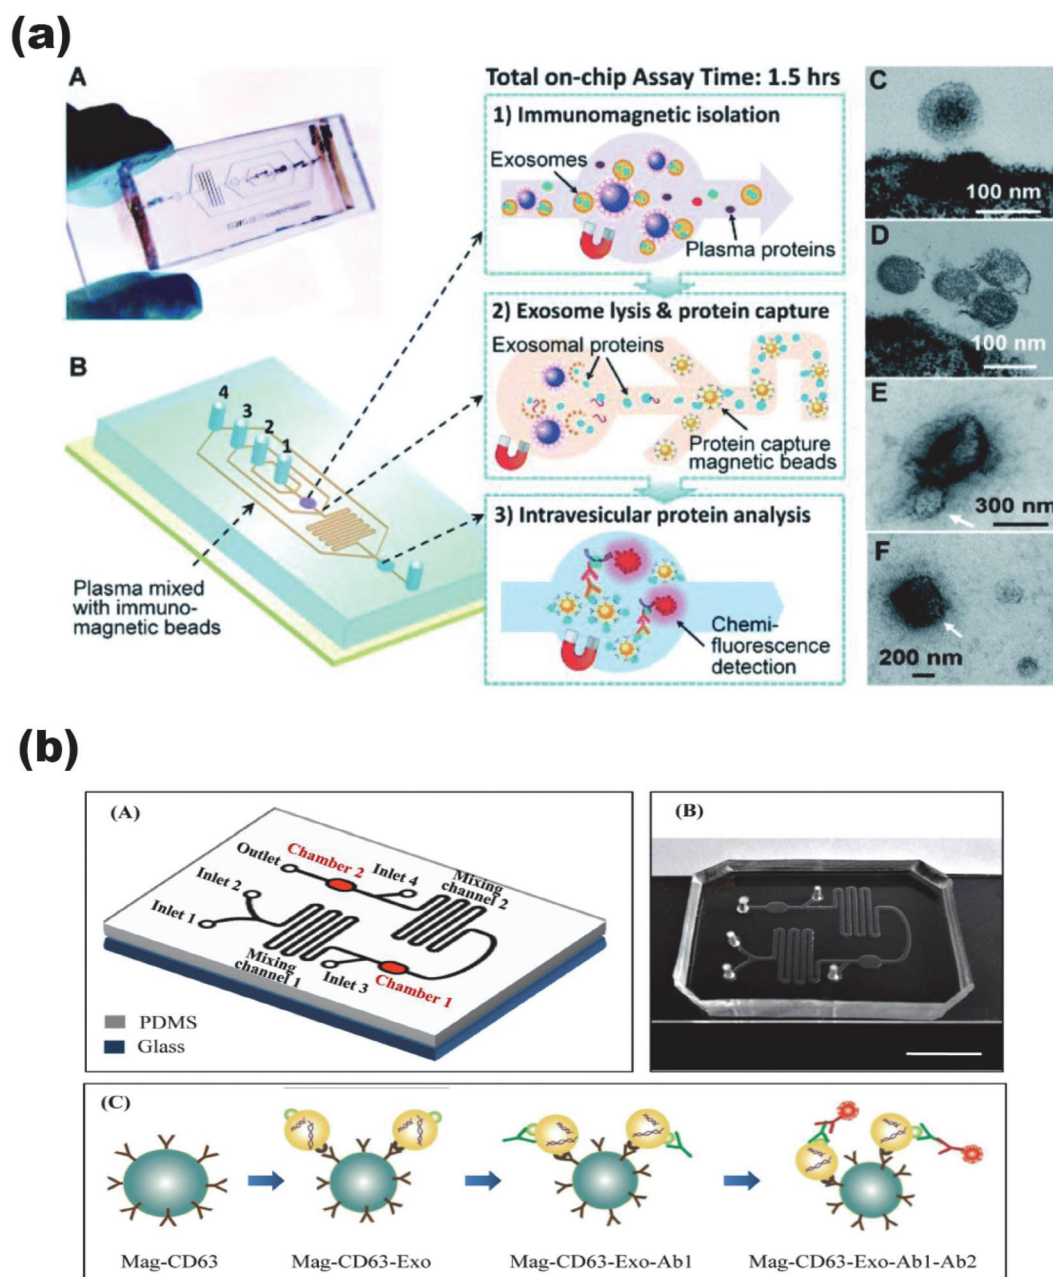 (a)
A
B
4
3
2
1
Plasma mixed
with immuno-
magnetic beads
Total on-chip Assay Time: 1.5 hrs
1) Immunomagnetic isolation
Exosomes
Plasma proteins
2) Exosome lysis & protein capture
Exosomal proteins
Protein capture
magnetic beads
3) Intravesicular protein analysis
Chemi-
fluorescence
detection
C
100 nm
D
100 nm
E
300 nm
F
200 nm
(b)
(A)
Outlet
Chamber 2
Inlet 4
Mixing
channel 2
Inlet 2
Inlet 1
Mixing
channel 1
Inlet 3
Chamber 1
PDMS
Glass
(B)
(C)
Mag-CD63
Mag-CD63-Exo
Mag-CD63-Exo-Ab1
Mag-CD63-Exo-Ab1-Ab2